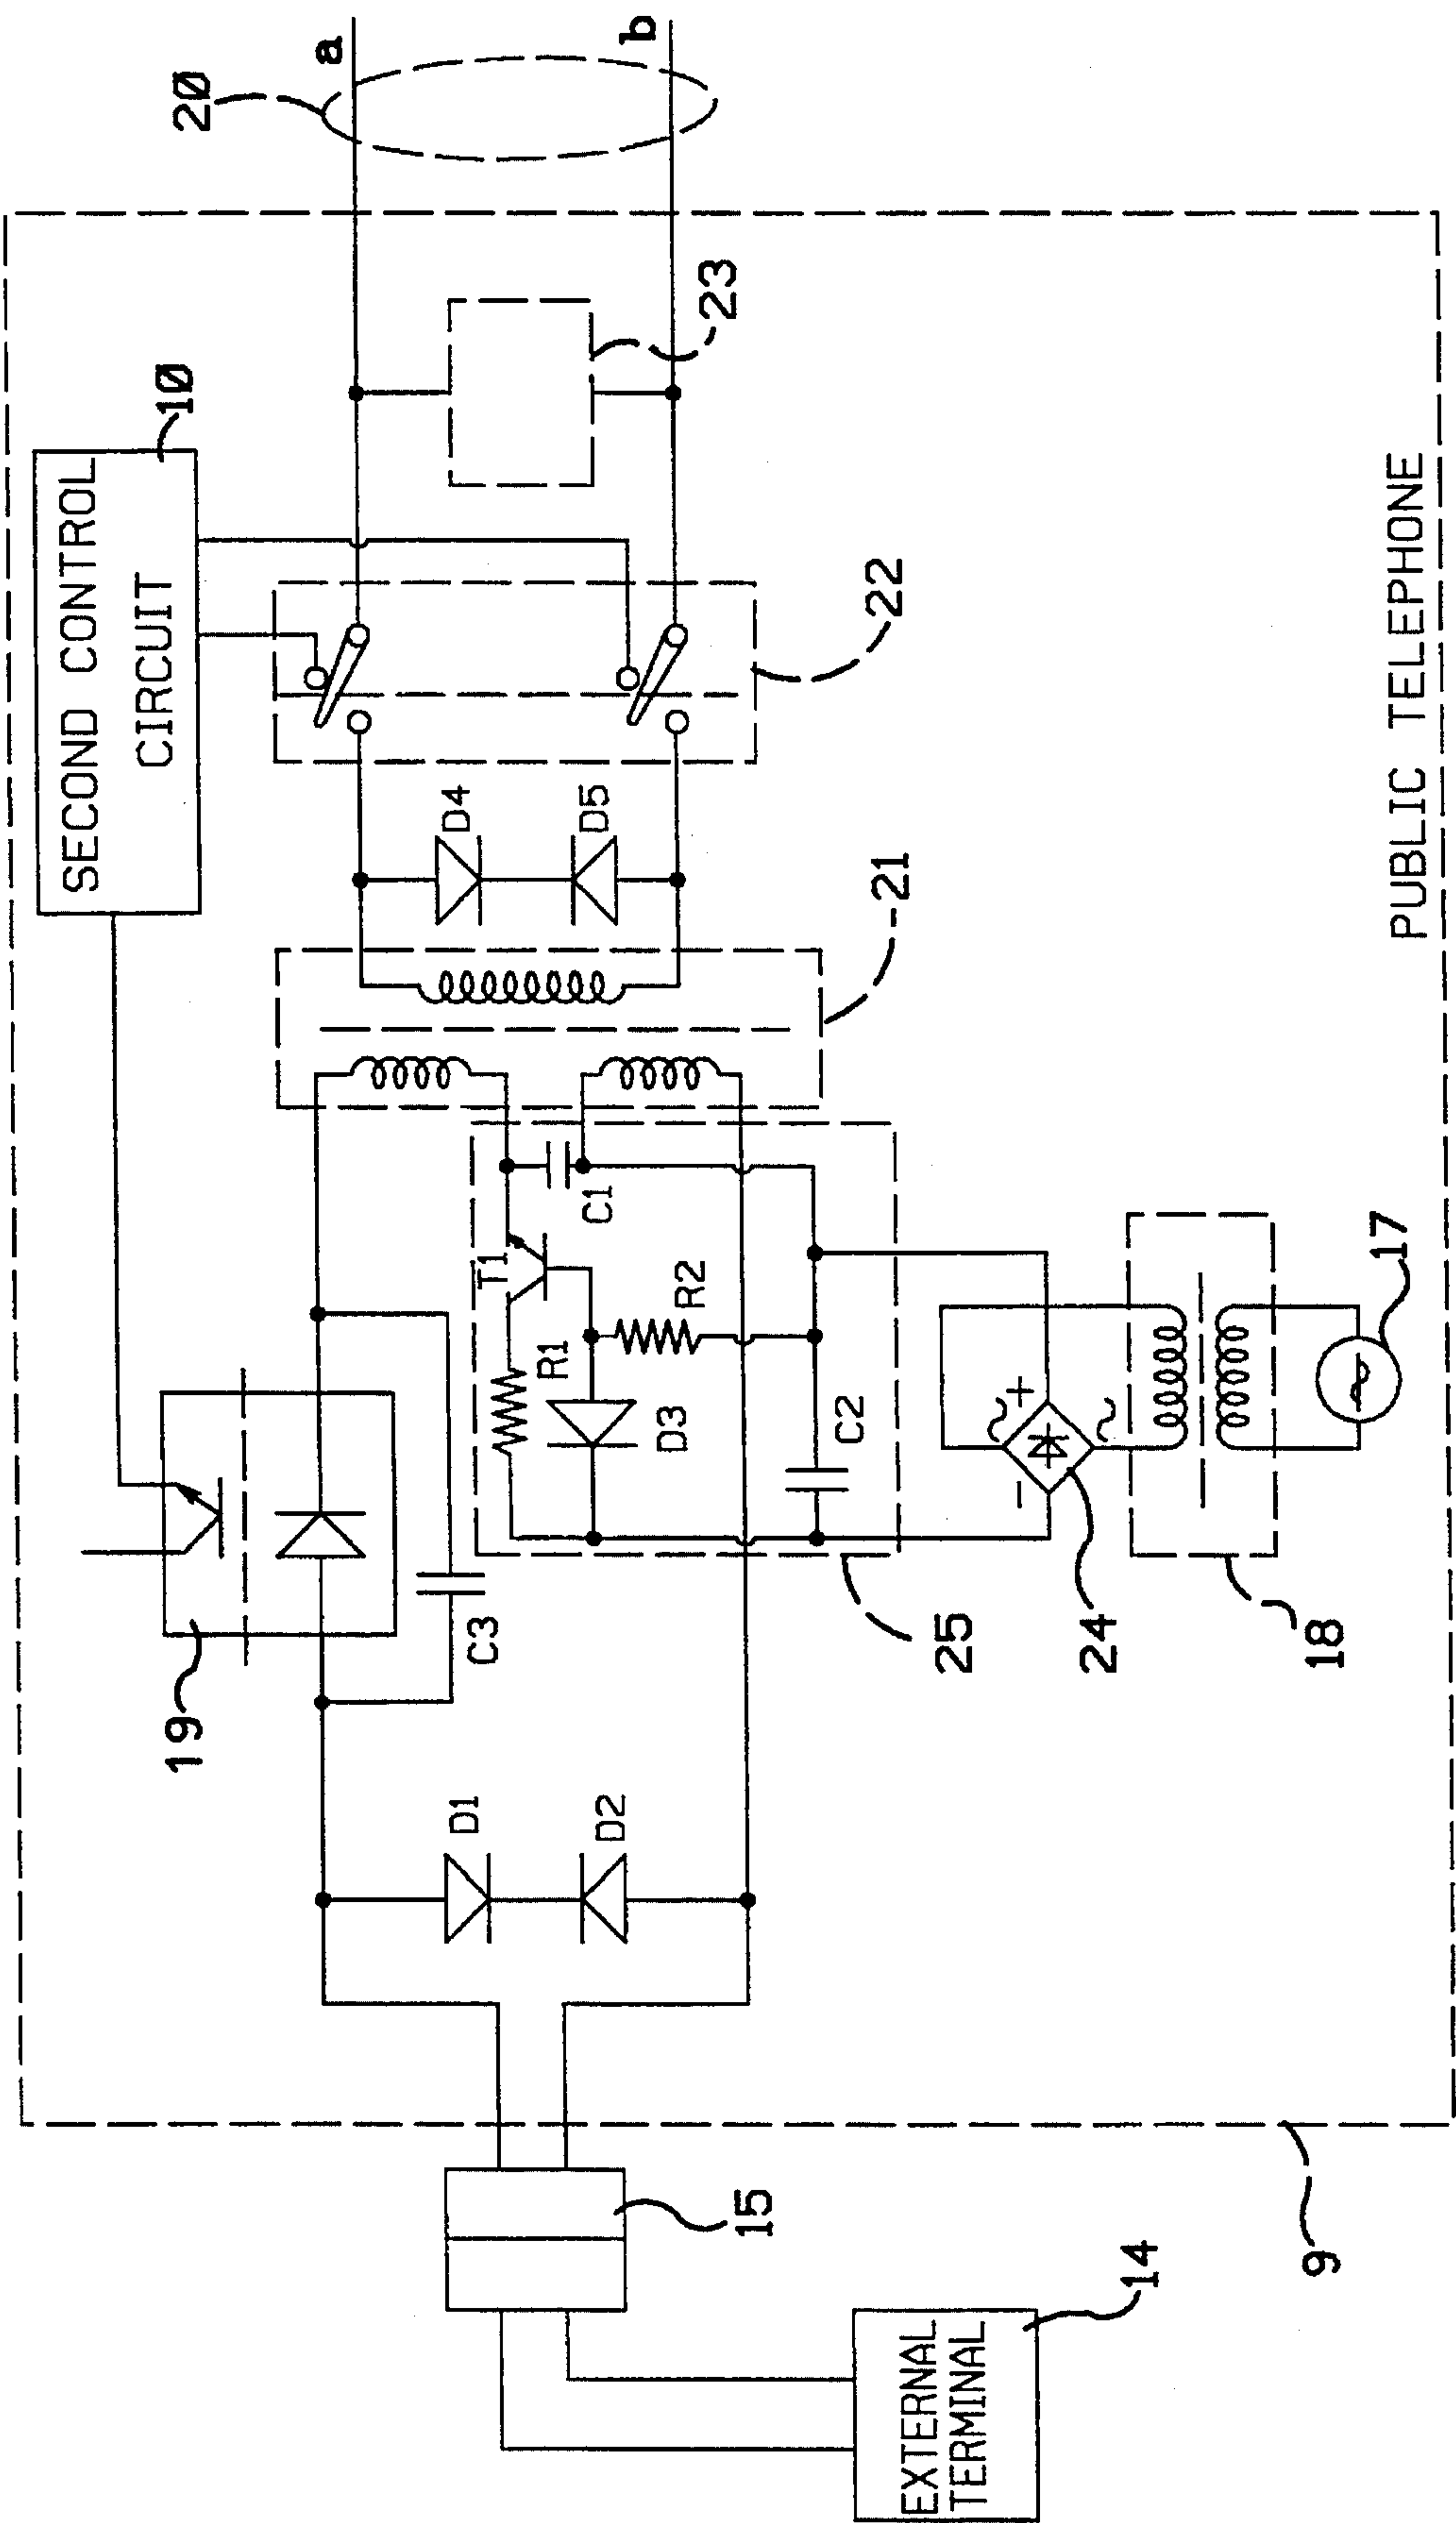 SECOND CONTROL
CIRCUIT
10
20
a
b
23
22
19
D4
D5
21
C3
T1
C1
R1
R2
D3
C2
25
D1
D2
+
-
24
18
17
15
EXTERNAL
TERMINAL
14
9
PUBLIC TELEPHONE